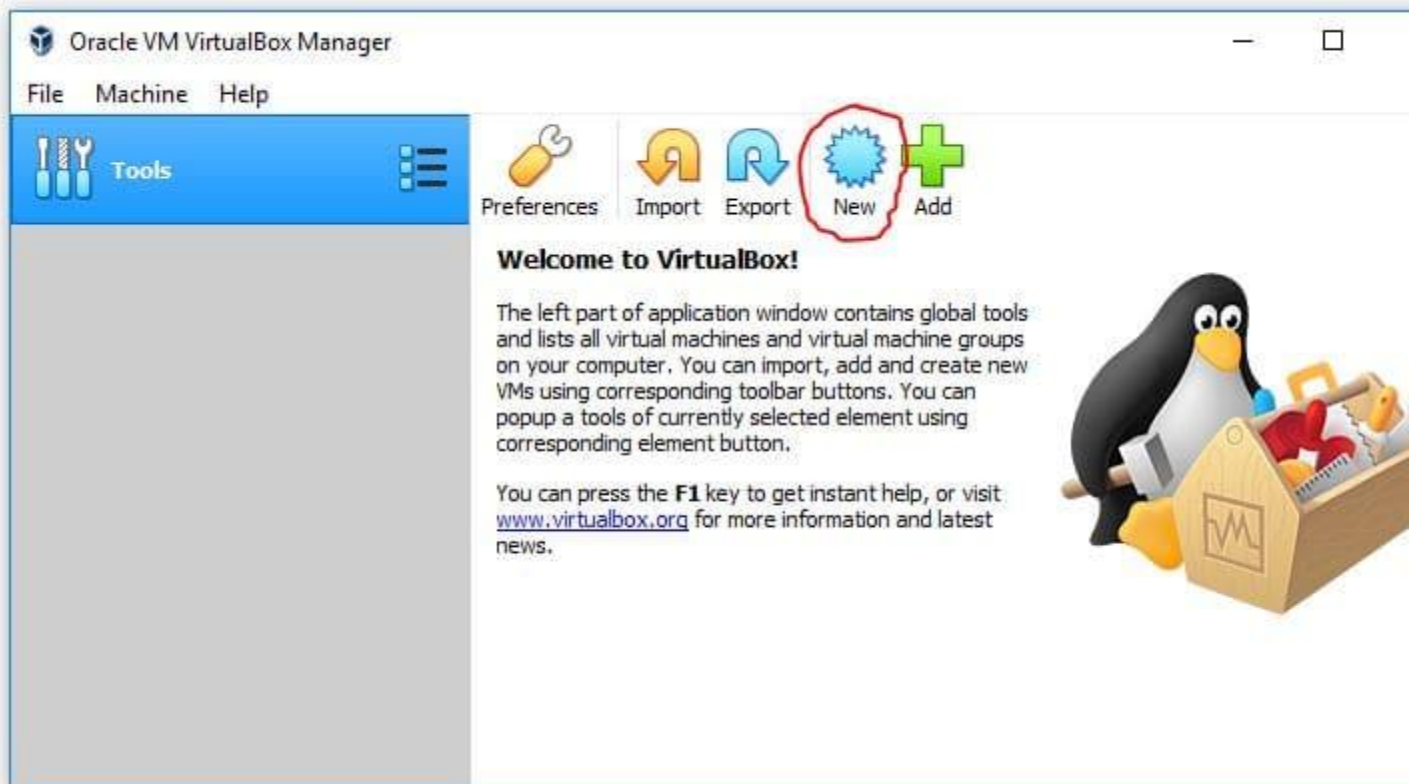 Oracle VM VirtualBox Manager
File Machine Help
Tools
Preferences Import Export New Add
Welcome to VirtualBox!
The left part of application window contains global tools
and lists all virtual machines and virtual machine groups
on your computer. You can import, add and create new
VMs using corresponding toolbar buttons. You can
popup a tools of currently selected element using
corresponding element button.
You can press the F1 key to get instant help, or visit
www.virtualbox.org for more information and latest
news.